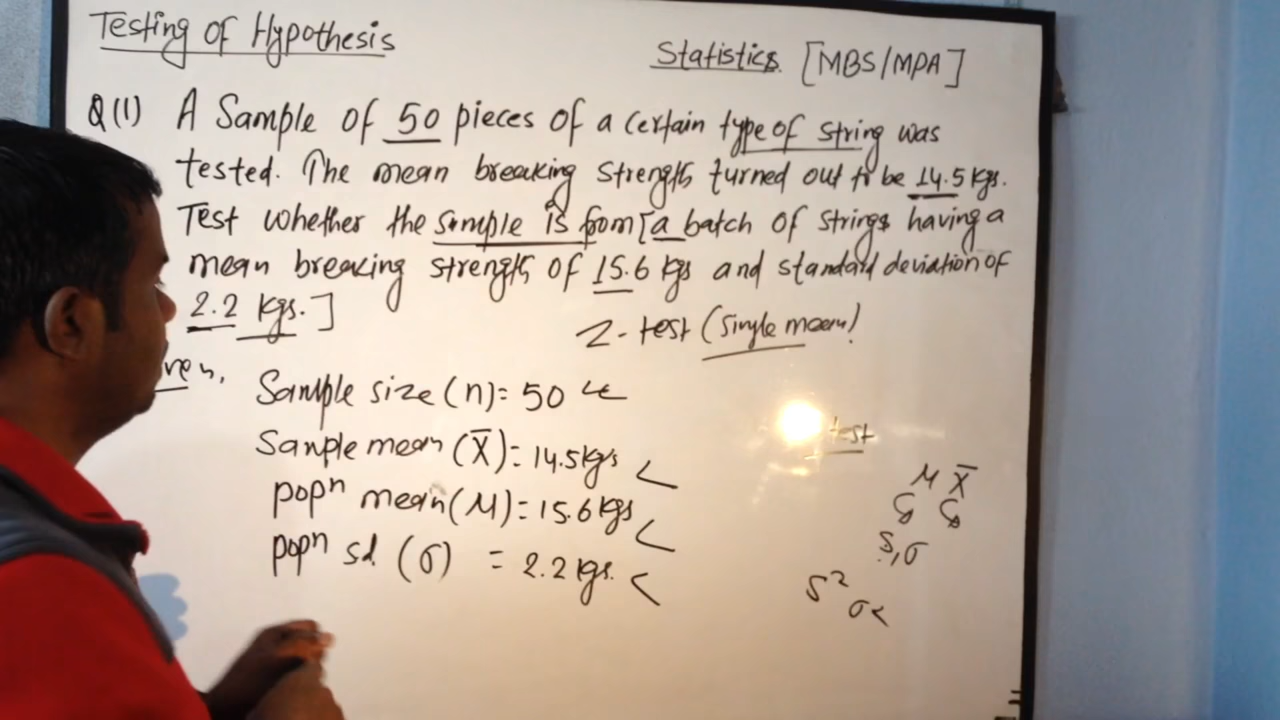 Testing of Hypothesis
Statistics. [MBS/MPA]
Q(1) A Sample of 50 pieces of a certain type of string was
tested. The mean breaking strength turned out to be 14.5 kgs.
Test whether the sample is from [a batch of strings having a
mean breaking strength of 15.6 kgs and standard deviation of
2.2 kgs.]
Z-test (single mean)
ven,
Sample size (n) = 50
Sample mean (X̄) = 14.5 kgs
popⁿ mean (μ) = 15.6 kgs
popⁿ sd (σ) = 2.2 kgs.
test
μ X̄
S, σ
S² σ